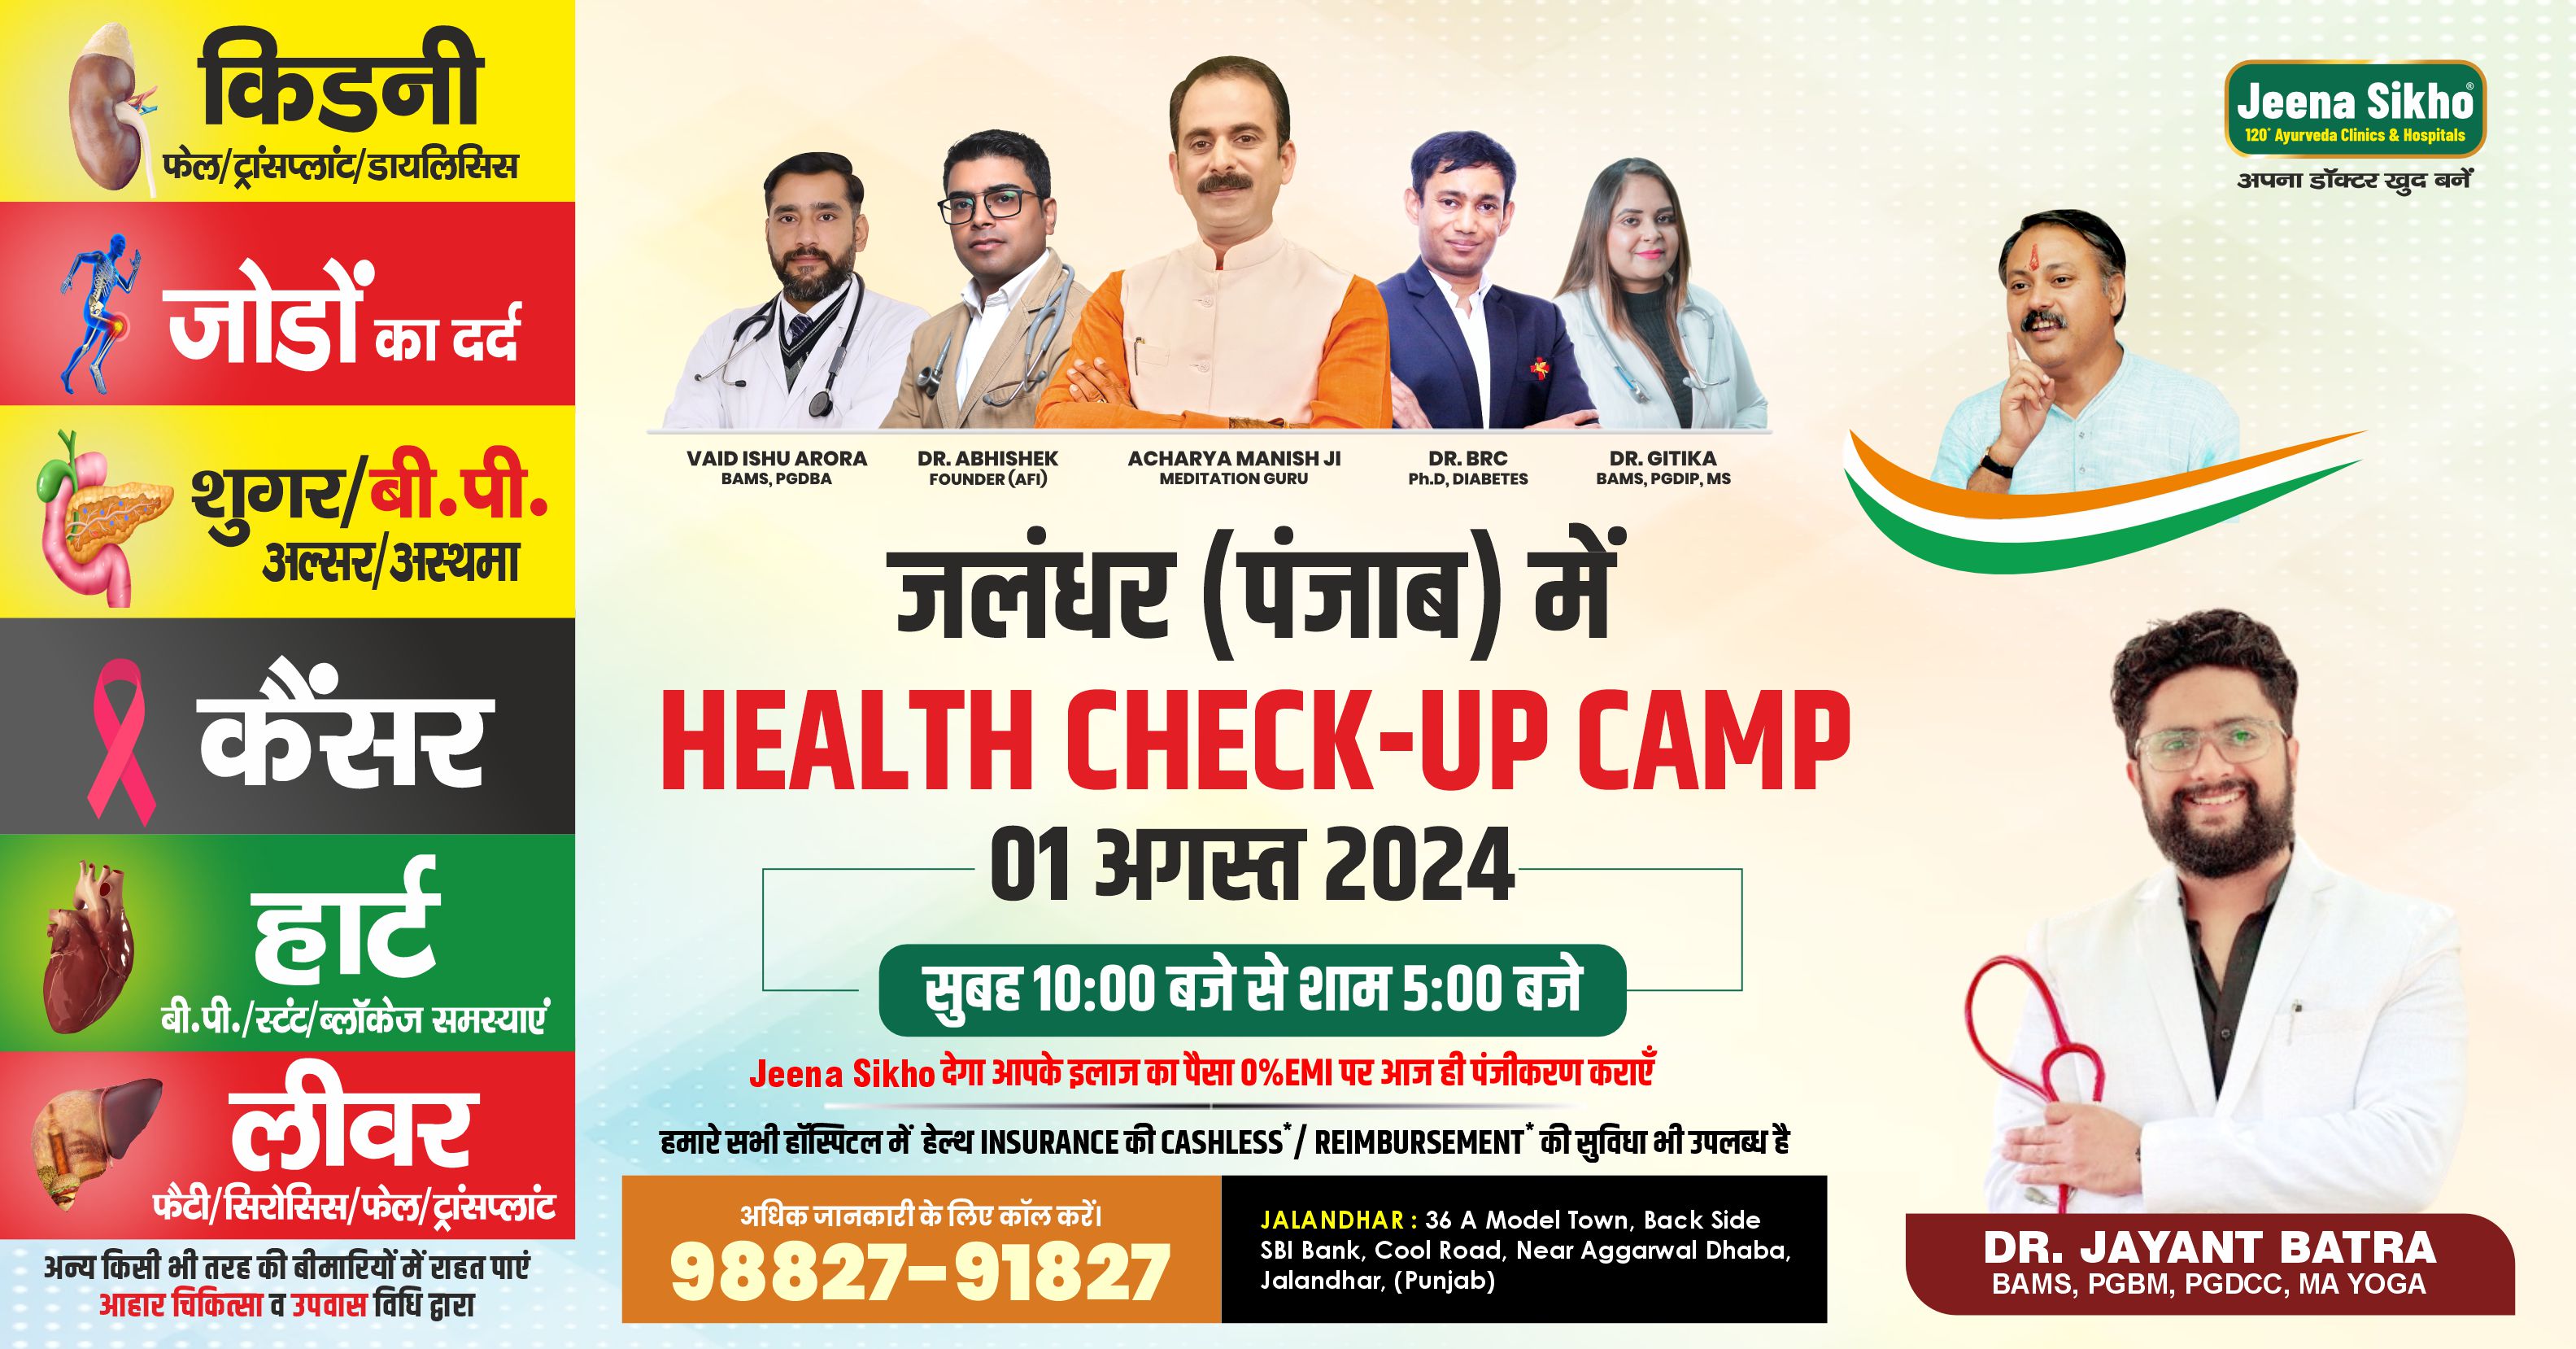 किडनी
फेल/ट्रांसप्लांट/डायलिसिस
जोडों का दर्द
शुगर/बी.पी.
अल्सर/अस्थमा
कैंसर
हार्ट
बी.पी./स्टंट/ब्लॉकेज समस्याएं
लीवर
फैटी/सिरोसिस/फेल/ट्रांसप्लांट
अन्य किसी भी तरह की बीमारियों में राहत पाएं
आहार चिकित्सा व उपवास विधि द्वारा
VAID ISHU ARORA
BAMS, PGDBA
DR. ABHISHEK
FOUNDER (AFI)
ACHARYA MANISH JI
MEDITATION GURU
DR. BRC
Ph.D, DIABETES
DR. GITIKA
BAMS, PGDIP, MS
Jeena Sikho®
120+ Ayurveda Clinics & Hospitals
अपना डॉक्टर खुद बनें
जलंधर (पंजाब) में
HEALTH CHECK-UP CAMP
01 अगस्त 2024
सुबह 10:00 बजे से शाम 5:00 बजे
Jeena Sikho देगा आपके इलाज का पैसा 0%EMI पर आज ही पंजीकरण कराएँ
हमारे सभी हॉस्पिटल में हेल्थ INSURANCE की CASHLESS*/ REIMBURSEMENT* की सुविधा भी उपलब्ध है
अधिक जानकारी के लिए कॉल करें।
98827-91827
JALANDHAR : 36 A Model Town, Back Side
SBI Bank, Cool Road, Near Aggarwal Dhaba,
Jalandhar, (Punjab)
DR. JAYANT BATRA
BAMS, PGBM, PGDCC, MA YOGA